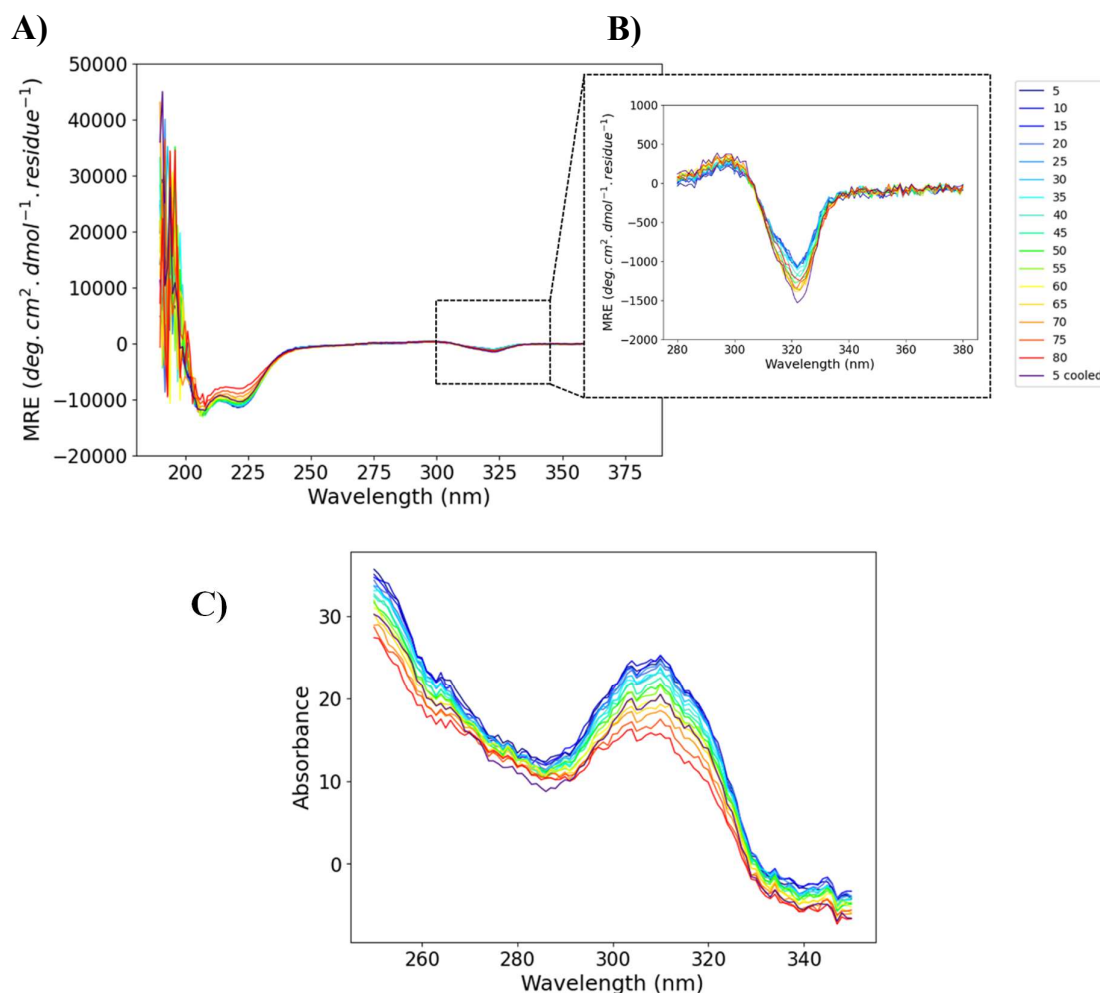 A)
B)
50000
40000
30000
20000
10000
0
−10000
−20000
MRE (deg. cm². dmol⁻¹. residue⁻¹)
200 225 250 275 300 325 350 375
Wavelength (nm)
1000
500
0
−500
−1000
−1500
−2000
MRE (deg. cm². dmol⁻¹. residue⁻¹)
280 300 320 340 360 380
Wavelength (nm)
5
10
15
20
25
30
35
40
45
50
55
60
65
70
75
80
5 cooled
C)
30
20
10
0
Absorbance
260 280 300 320 340
Wavelength (nm)